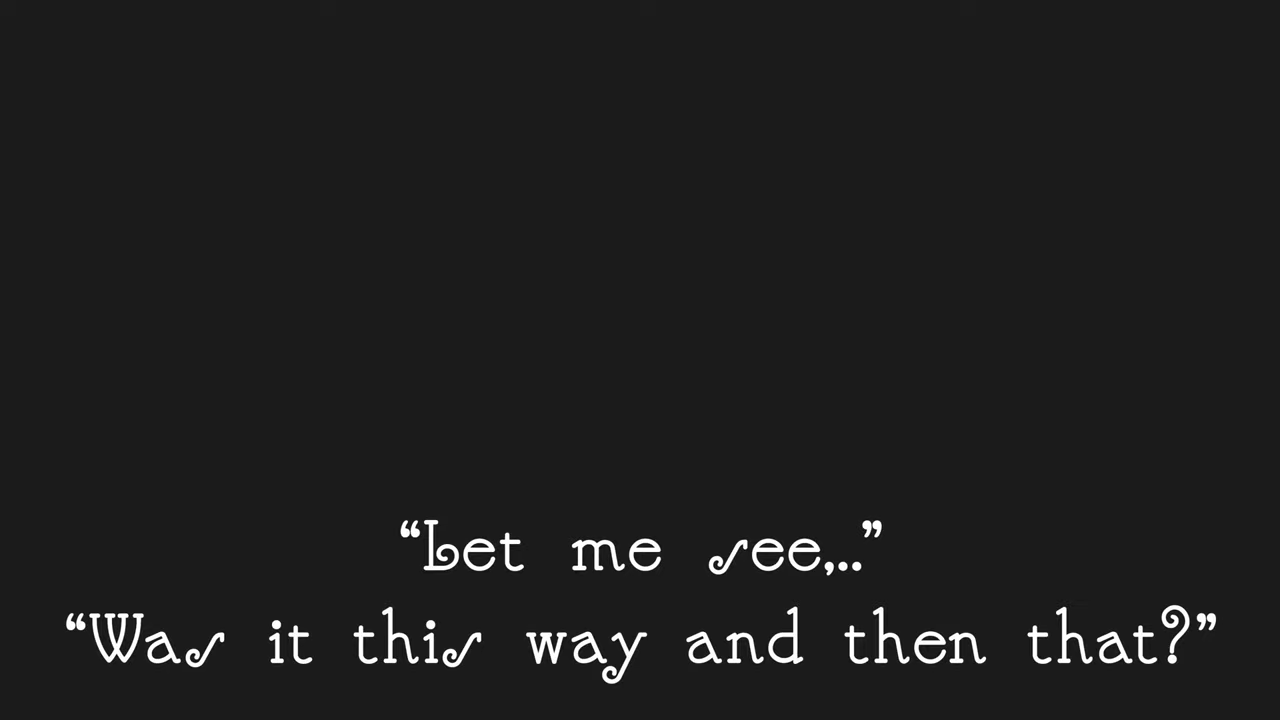 “Let me see,..”
“Was it this way and then that?”